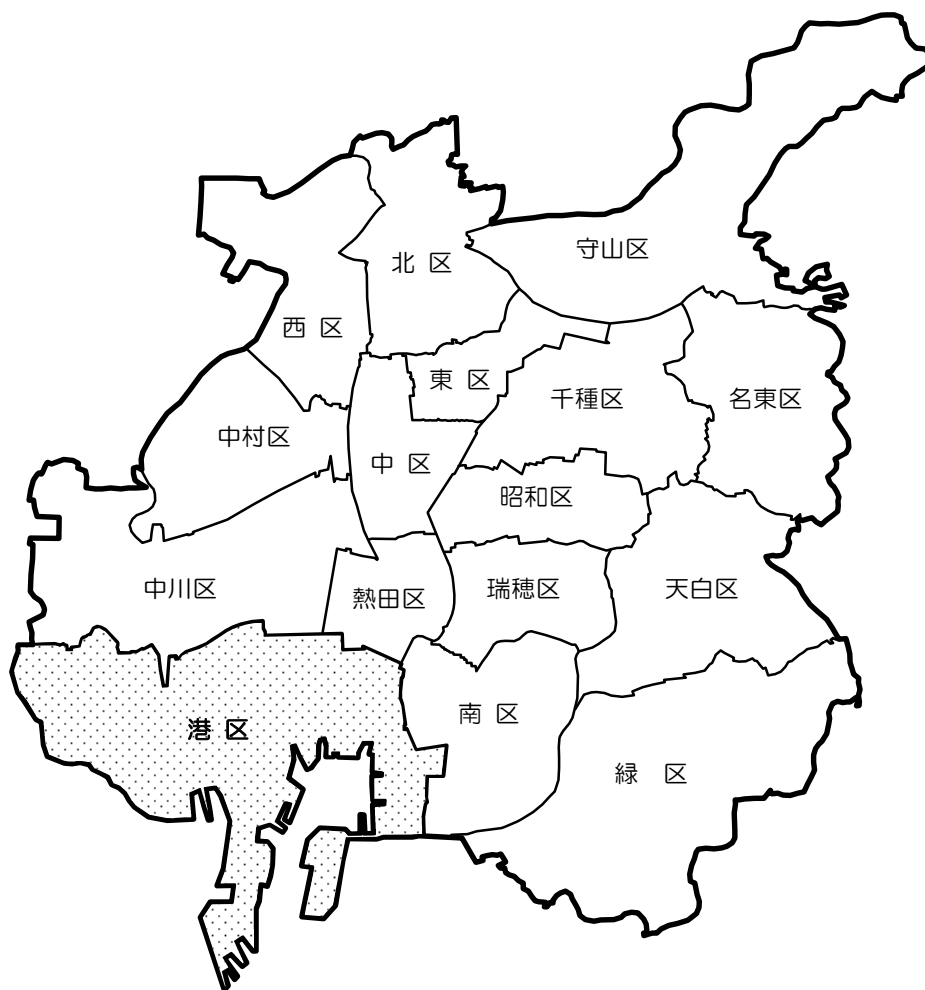 守山区
北 区
西 区
東 区
千種区
名東区
中村区
中 区
昭和区
中川区
熱田区
瑞穂区
天白区
港 区
南 区
緑 区